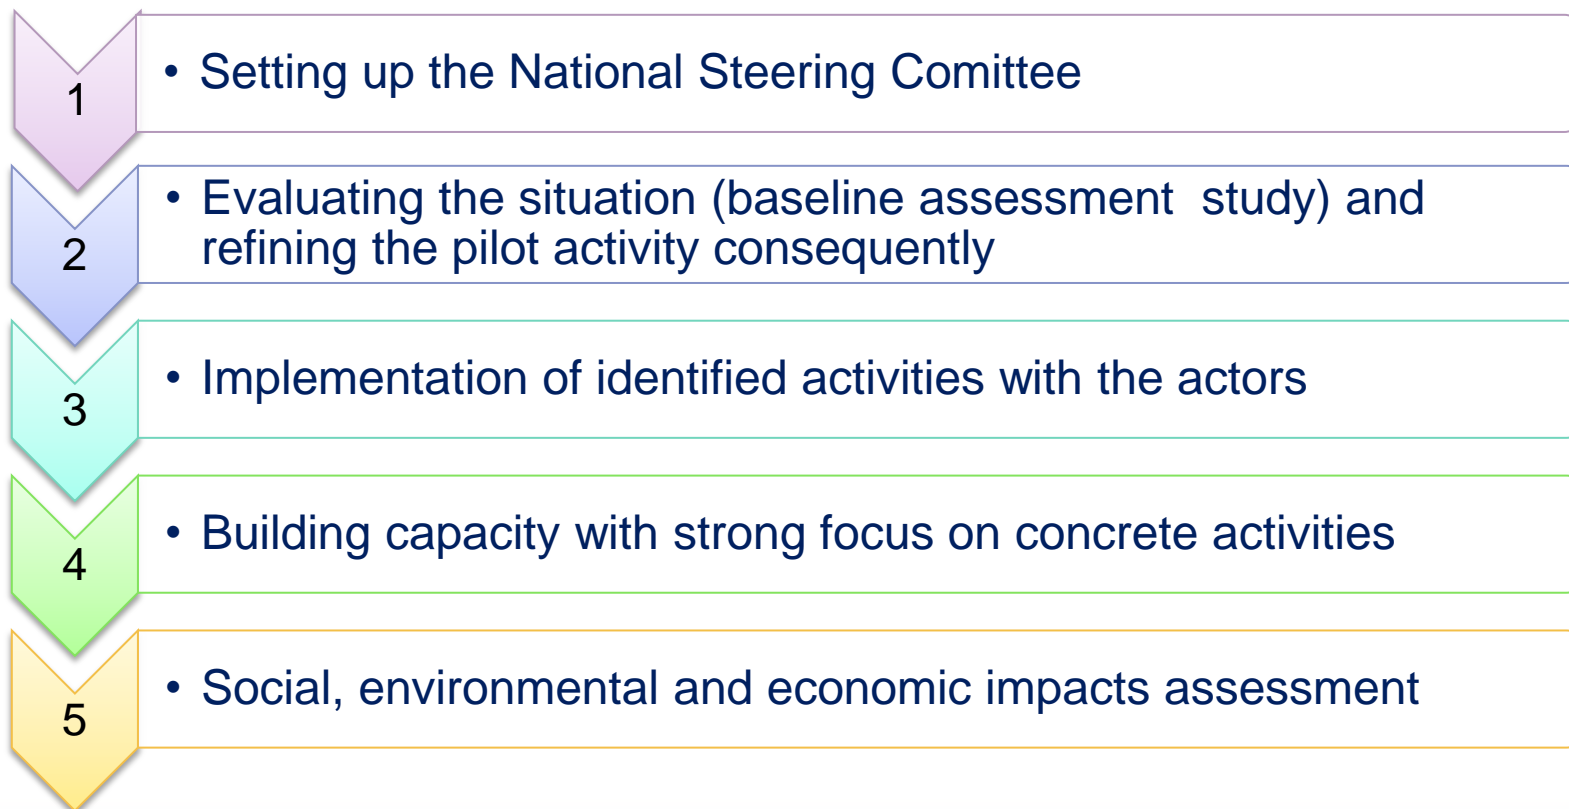 1
• Setting up the National Steering Comittee
2
• Evaluating the situation (baseline assessment  study) and
refining the pilot activity consequently
3
• Implementation of identified activities with the actors
4
• Building capacity with strong focus on concrete activities
5
• Social, environmental and economic impacts assessment